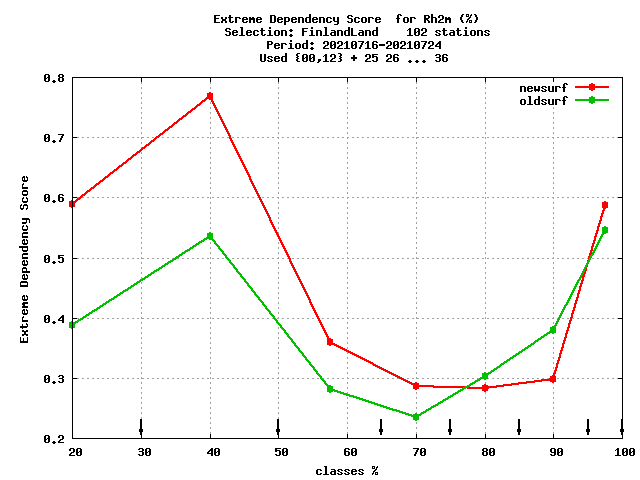 Extreme Dependency Score  for Rh2m (%)
Selection: FinlandLand    102 stations
Period: 20210716-20210724
Used {00,12} + 25 26 ... 36
newsurf
oldsurf
Extreme Dependency Score
0.8
0.7
0.6
0.5
0.4
0.3
0.2
20 30 40 50 60 70 80 90 100
classes %